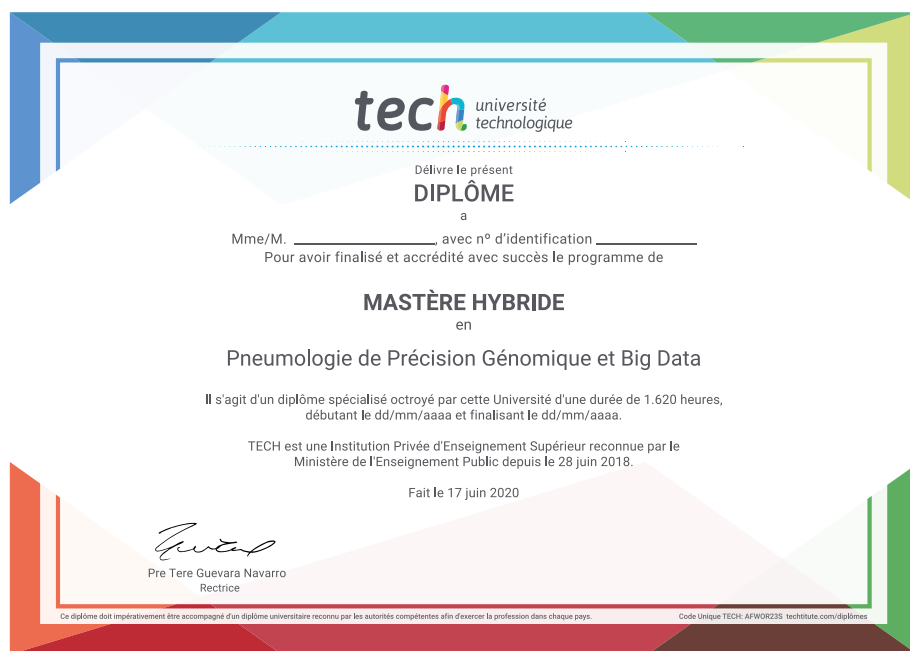 tech université
technologique
Délivre le présent
DIPLÔME
a
Mme/M. ____________________, avec nº d'identification ______________
Pour avoir finalisé et accrédité avec succès le programme de
MASTÈRE HYBRIDE
en
Pneumologie de Précision Génomique et Big Data
Il s'agit d'un diplôme spécialisé octroyé par cette Université d'une durée de 1.620 heures,
débutant le dd/mm/aaaa et finalisant le dd/mm/aaaa.
TECH est une Institution Privée d'Enseignement Supérieur reconnue par le
Ministère de l'Enseignement Public depuis le 28 juin 2018.
Fait le 17 juin 2020
Pre Tere Guevara Navarro
Rectrice
Ce diplôme doit impérativement être accompagné d'un diplôme universitaire reconnu par les autorités compétentes afin d'exercer la profession dans chaque pays. Code Unique TECH: AFWOR23S techtitute.com/diplômes